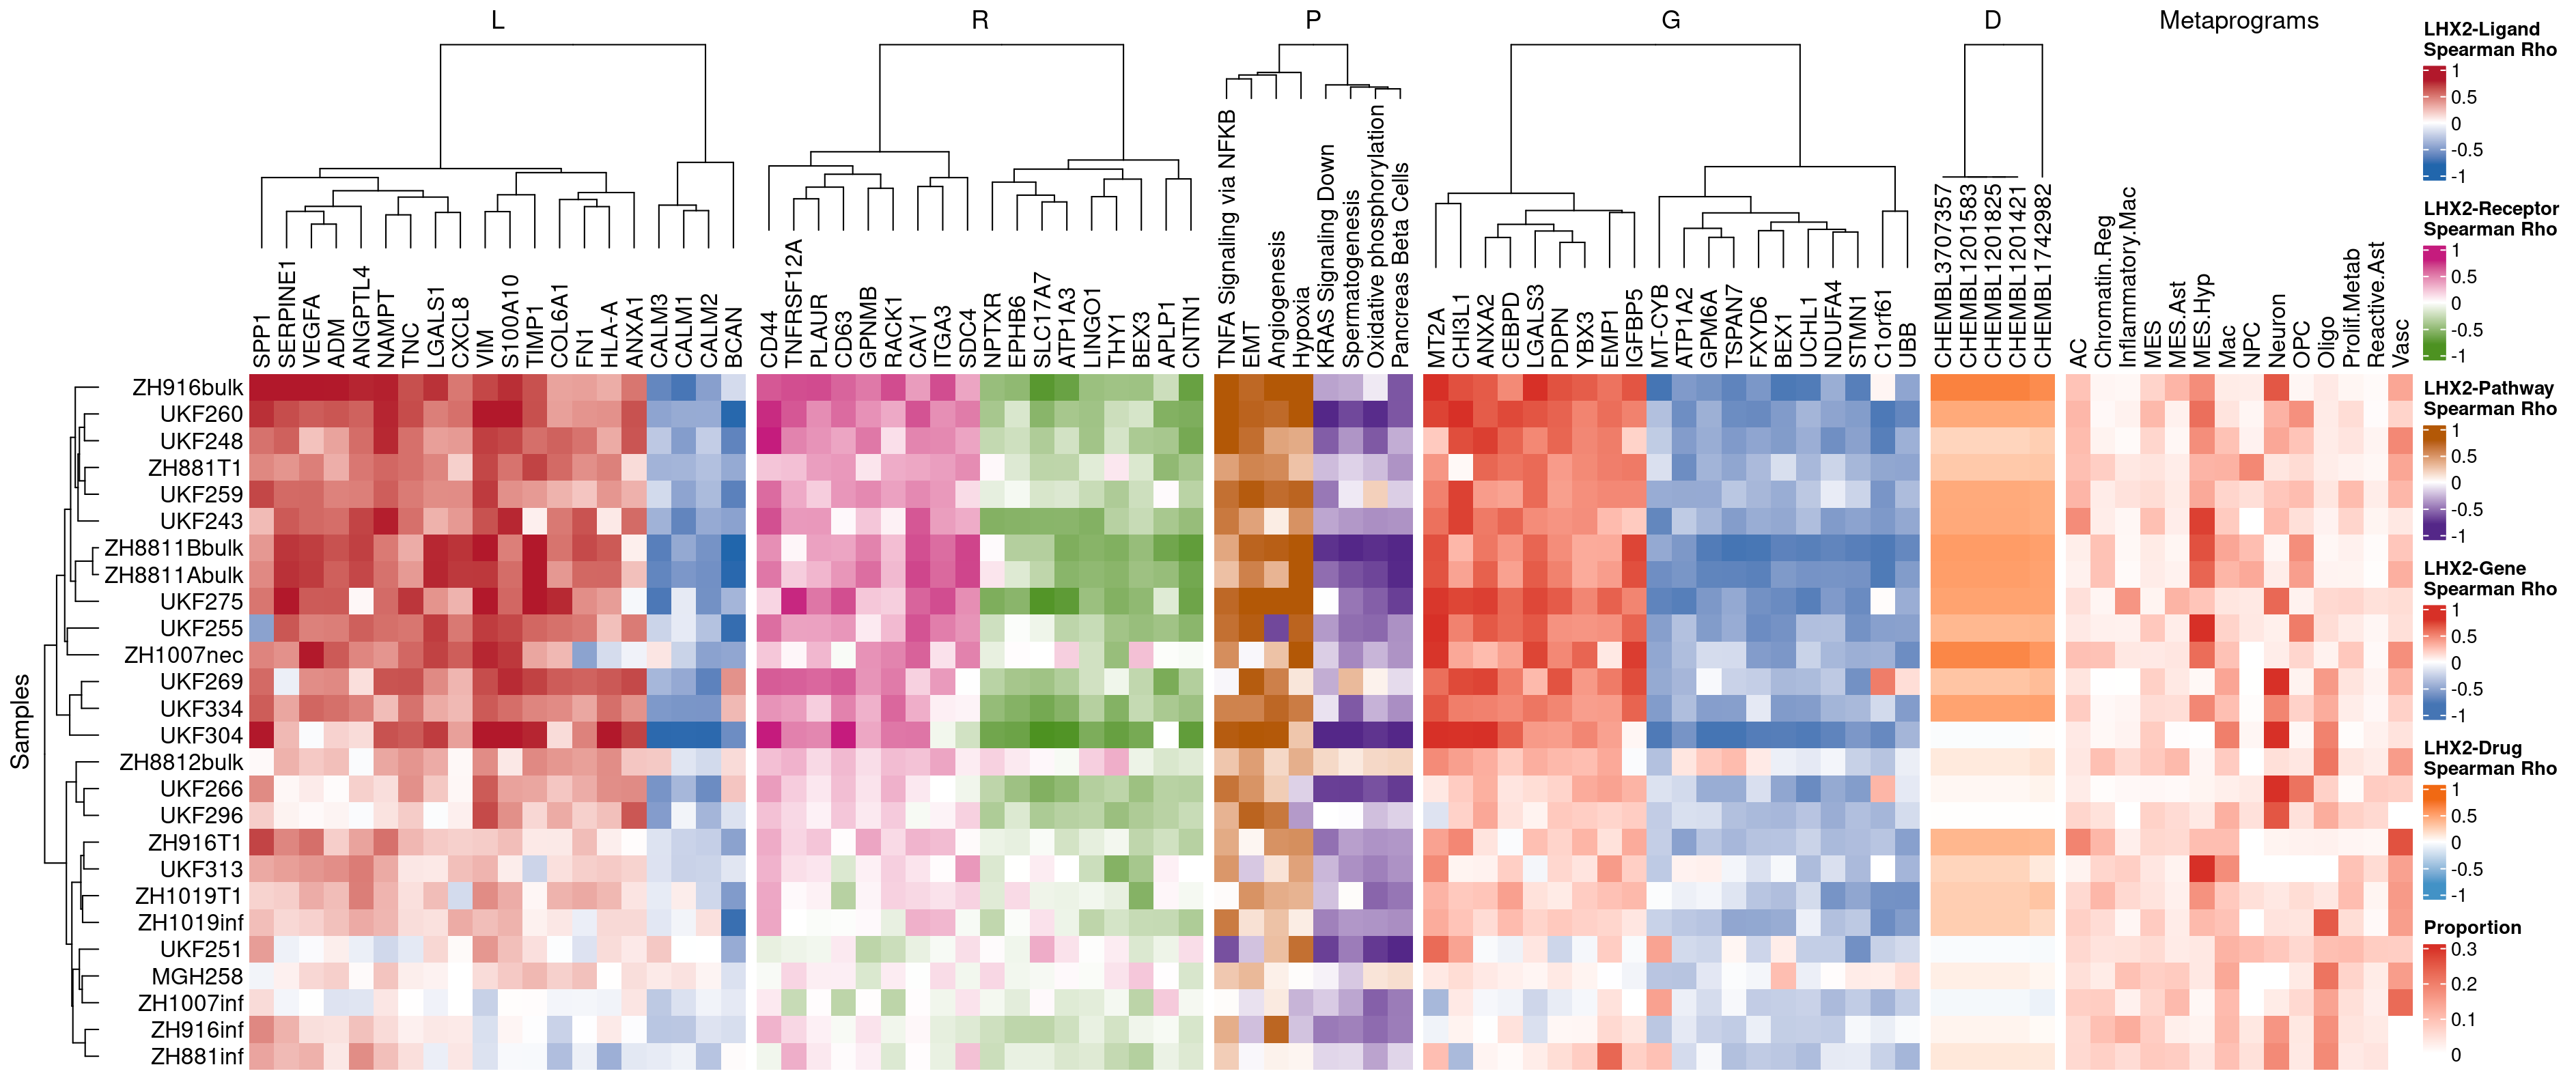 L
R
P
G
D
Metaprograms
SPP1
SERPINE1
VEGFA
ADM
ANGPTL4
NAMPT
TNC
LGALS1
CXCL8
VIM
S100A10
TIMP1
COL6A1
FN1
HLA-A
ANXA1
CALM3
CALM1
CALM2
BCAN
CD44
TNFRSF12A
PLAUR
CD63
GPNMB
RACK1
CAV1
ITGA3
SDC4
NPTXR
EPHB6
SLC17A7
ATP1A3
LINGO1
THY1
BEX3
APLP1
CNTN1
TNFA Signaling via NFKB
EMT
Angiogenesis
Hypoxia
KRAS Signaling Down
Spermatogenesis
Oxidative phosphorylation
Pancreas Beta Cells
MT2A
CHI3L1
ANXA2
CEBPD
LGALS3
PDPN
YBX3
EMP1
IGFBP5
MT-CYB
ATP1A2
GPM6A
TSPAN7
FXYD6
BEX1
UCHL1
NDUFA4
STMN1
C1orf61
UBB
CHEMBL3707357
CHEMBL1201583
CHEMBL1201825
CHEMBL1201421
CHEMBL1742982
AC
Chromatin.Reg
Inflammatory.Mac
MES
MES.Ast
MES.Hyp
Mac
NPC
Neuron
OPC
Oligo
Prolif.Metab
Reactive.Ast
Vasc
Samples
ZH916bulk
UKF260
UKF248
ZH881T1
UKF259
UKF243
ZH8811Bbulk
ZH8811Abulk
UKF275
UKF255
ZH1007nec
UKF269
UKF334
UKF304
ZH8812bulk
UKF266
UKF296
ZH916T1
UKF313
ZH1019T1
ZH1019inf
UKF251
MGH258
ZH1007inf
ZH916inf
ZH881inf
LHX2-Ligand
Spearman Rho
1
0.5
0
-0.5
-1
LHX2-Receptor
Spearman Rho
1
0.5
0
-0.5
-1
LHX2-Pathway
Spearman Rho
1
0.5
0
-0.5
-1
LHX2-Gene
Spearman Rho
1
0.5
0
-0.5
-1
LHX2-Drug
Spearman Rho
1
0.5
0
-0.5
-1
Proportion
0.3
0.2
0.1
0